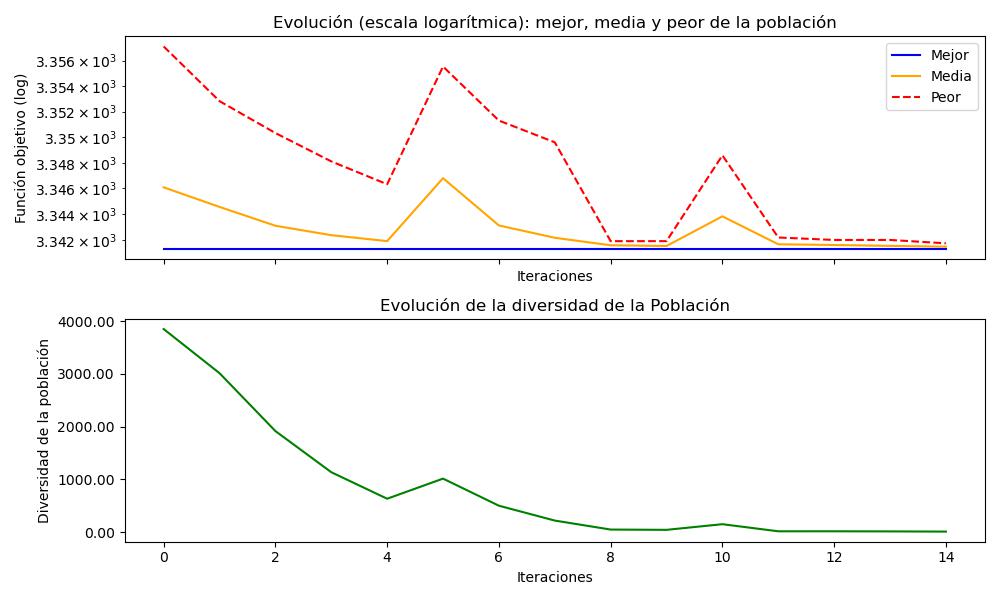 Evolución (escala logarítmica): mejor, media y peor de la población
Función objetivo (log)
3.356 × 10³
3.354 × 10³
3.352 × 10³
3.35 × 10³
3.348 × 10³
3.346 × 10³
3.344 × 10³
3.342 × 10³
Mejor
Media
Peor
Iteraciones
Evolución de la diversidad de la Población
Diversidad de la población
4000.00
3000.00
2000.00
1000.00
0.00
0 2 4 6 8 10 12 14
Iteraciones